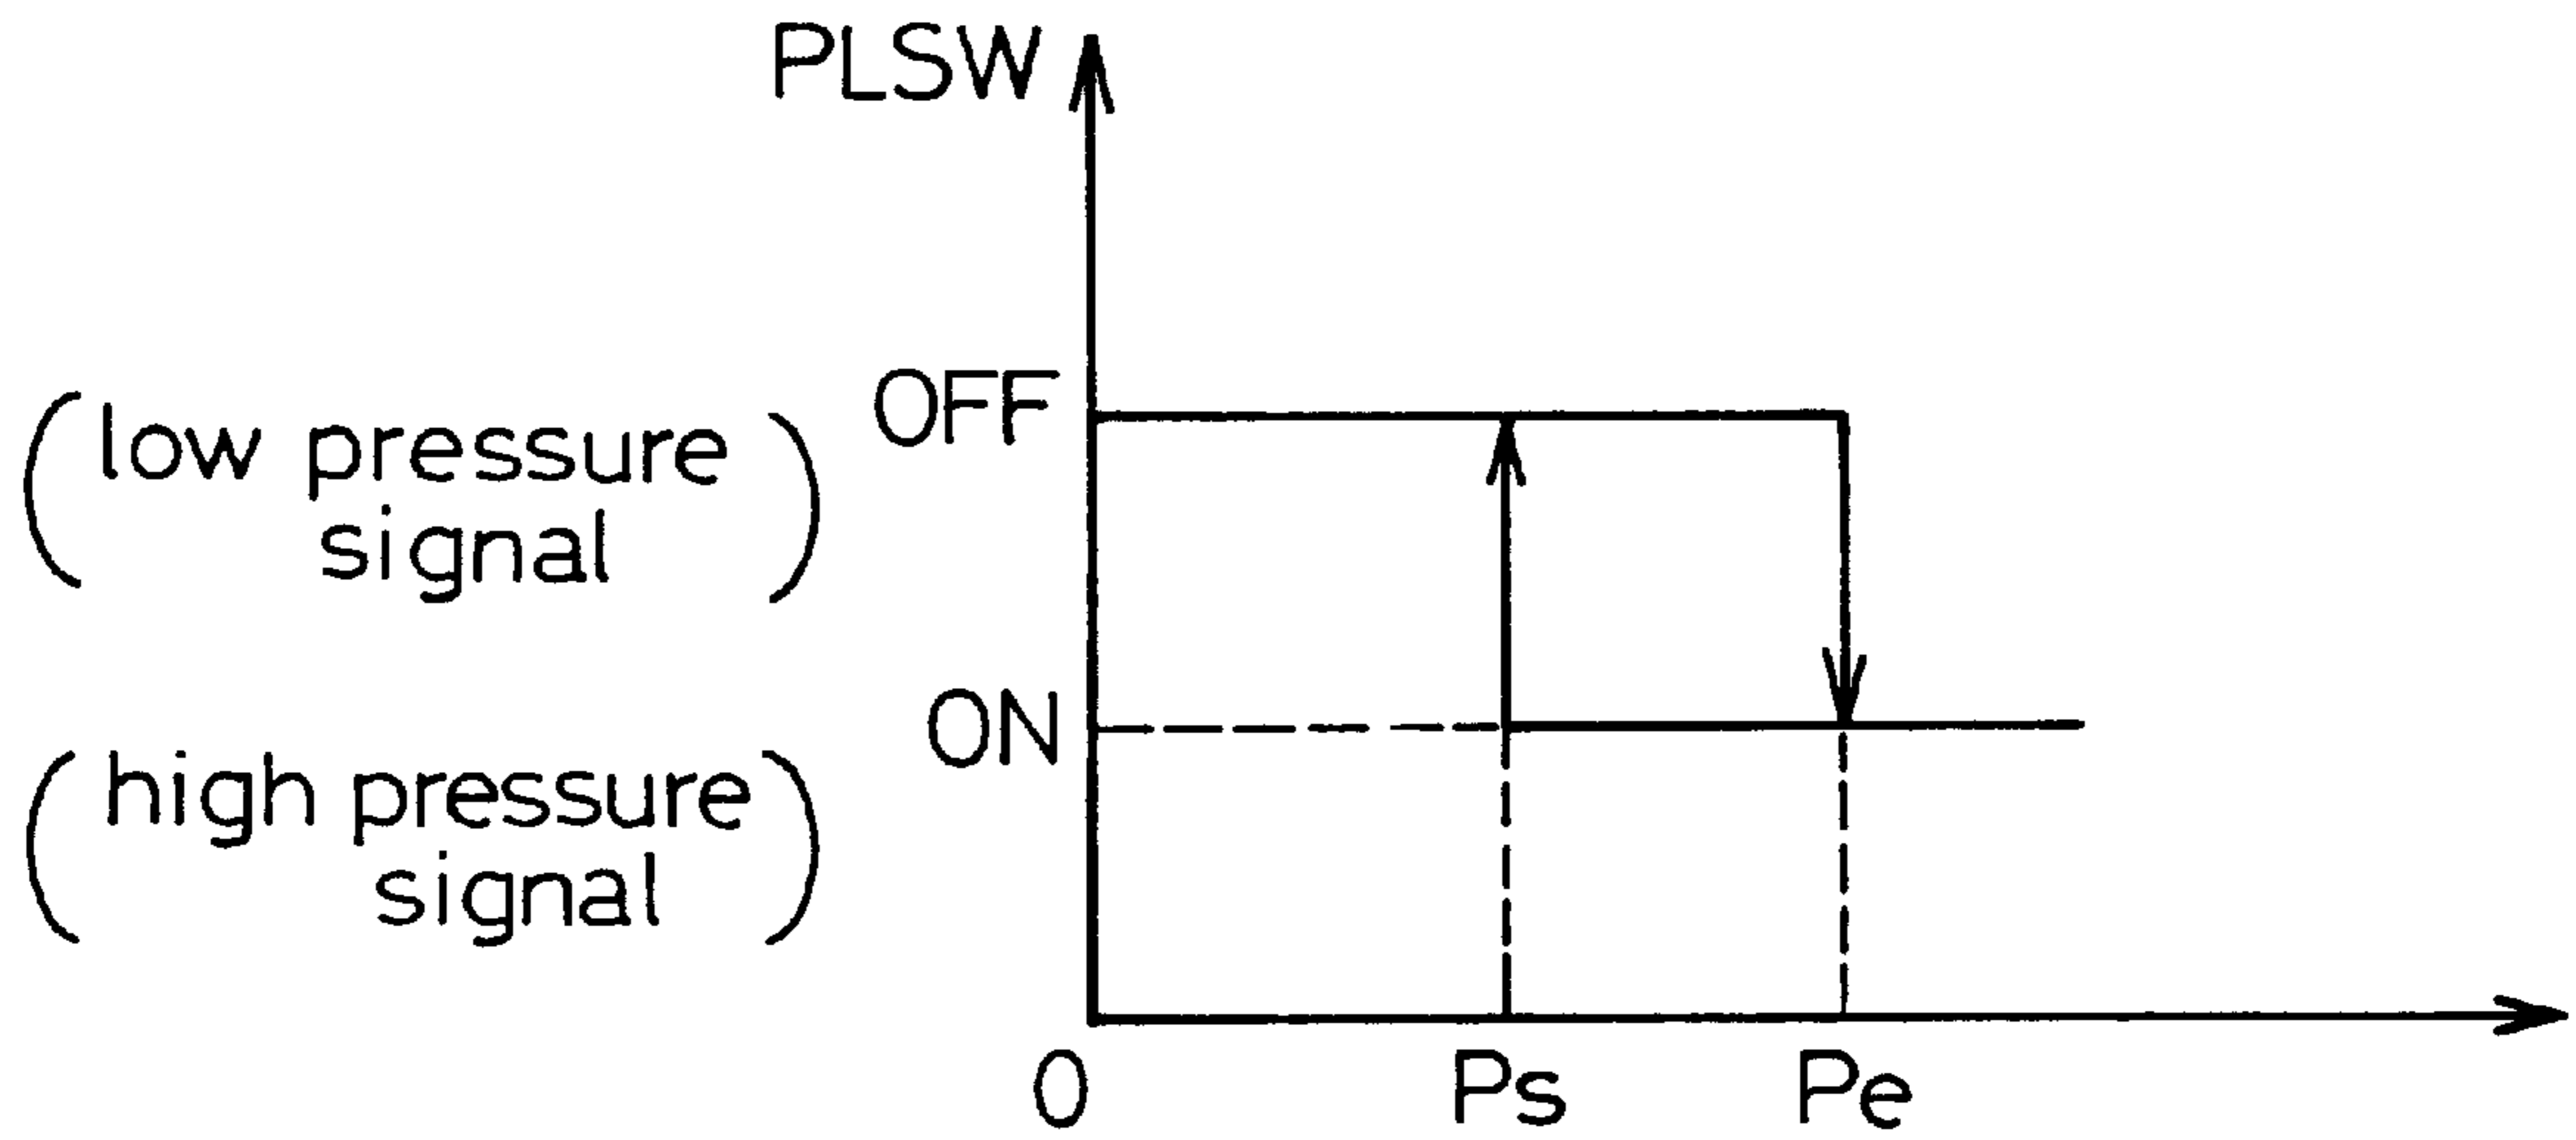 PLSW
OFF
(low pressure
signal)
ON
(high pressure
signal)
0
Ps
Pe